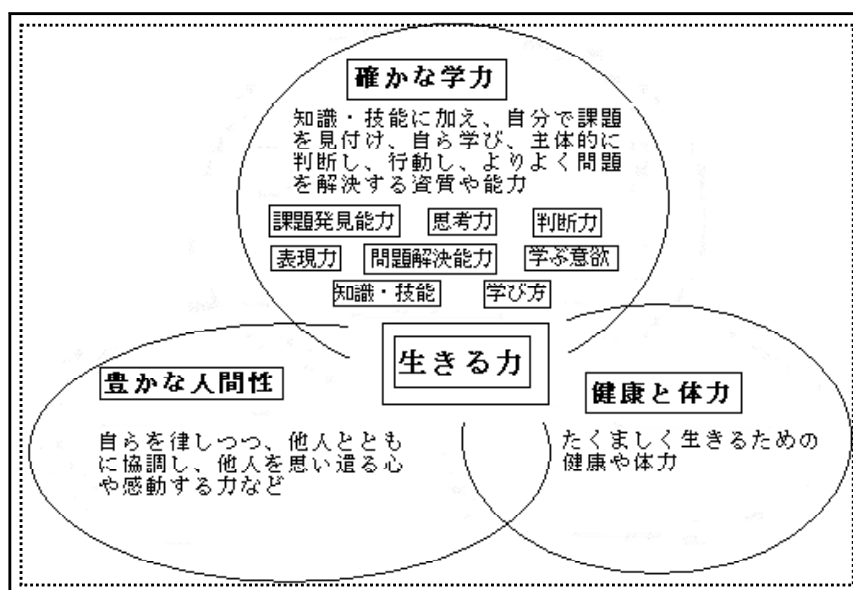 確かな学力
知識・技能に加え、自分で課題
を見付け、自ら学び、主体的に
判断し、行動し、よりよく問題
を解決する資質や能力
課題発見能力 思考力 判断力
表現力 問題解決能力 学ぶ意欲
知識・技能 学び方
生きる力
豊かな人間性
自らを律しつつ、他人ととも
に協調し、他人を思い遣る心
や感動する力など
健康と体力
たくましく生きるための
健康や体力